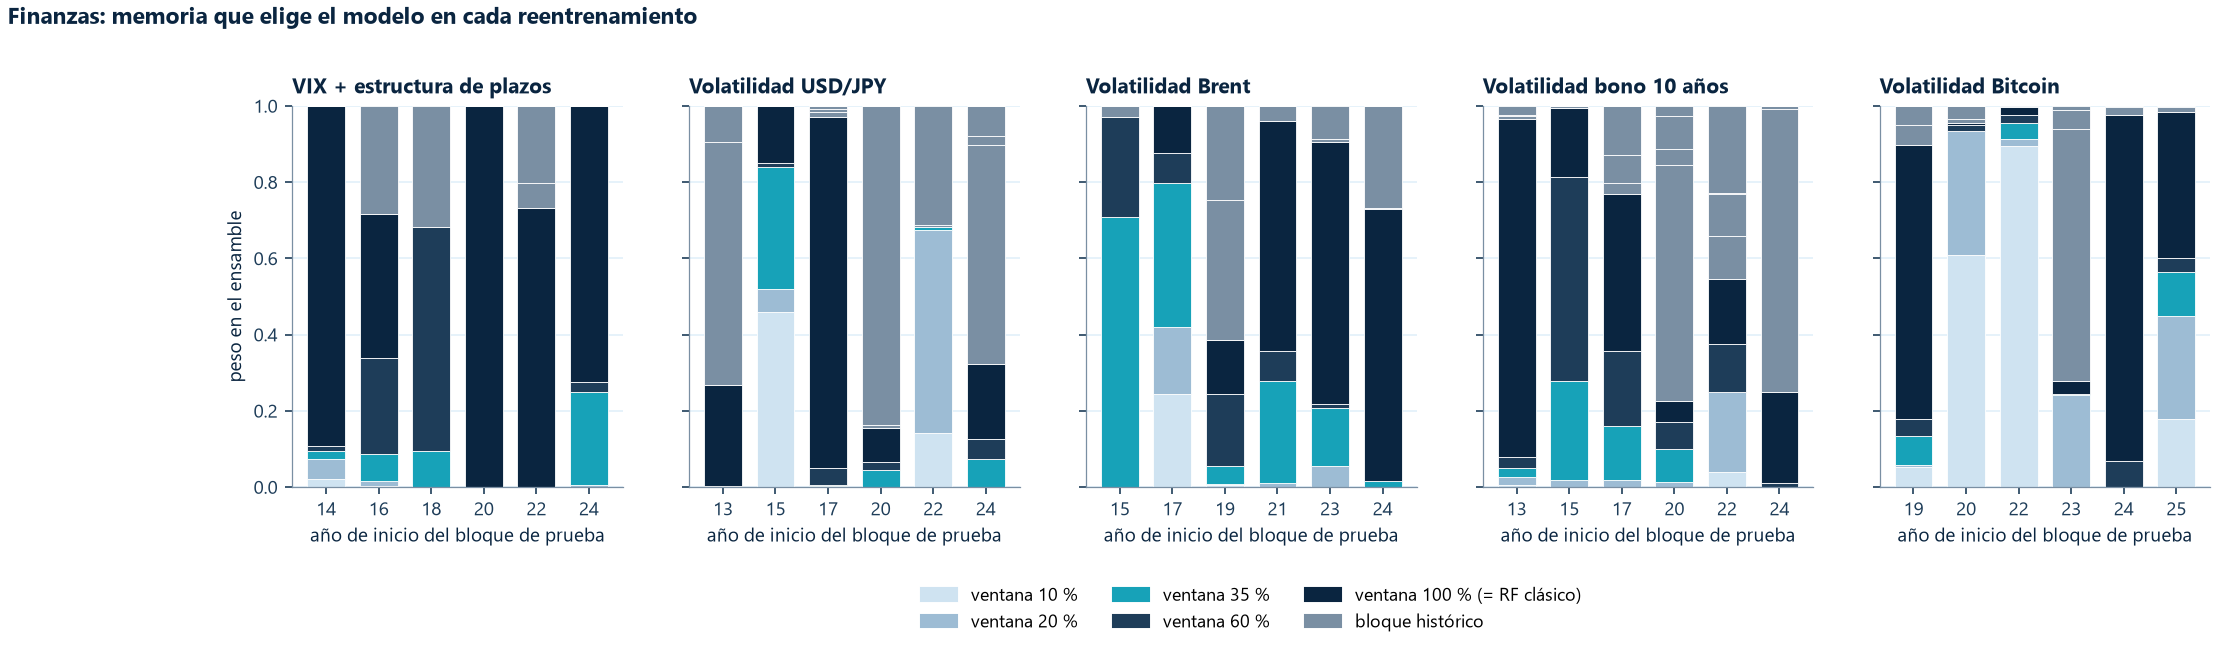 Finanzas: memoria que elige el modelo en cada reentrenamiento
VIX + estructura de plazos
Volatilidad USD/JPY
Volatilidad Brent
Volatilidad bono 10 años
Volatilidad Bitcoin
peso en el ensamble
1.0
0.8
0.6
0.4
0.2
0.0
14 16 18 20 22 24
13 15 17 20 22 24
15 17 19 21 23 24
13 15 17 20 22 24
19 20 22 23 24 25
año de inicio del bloque de prueba
año de inicio del bloque de prueba
año de inicio del bloque de prueba
año de inicio del bloque de prueba
año de inicio del bloque de prueba
ventana 10 %
ventana 20 %
ventana 35 %
ventana 60 %
ventana 100 % (= RF clásico)
bloque histórico